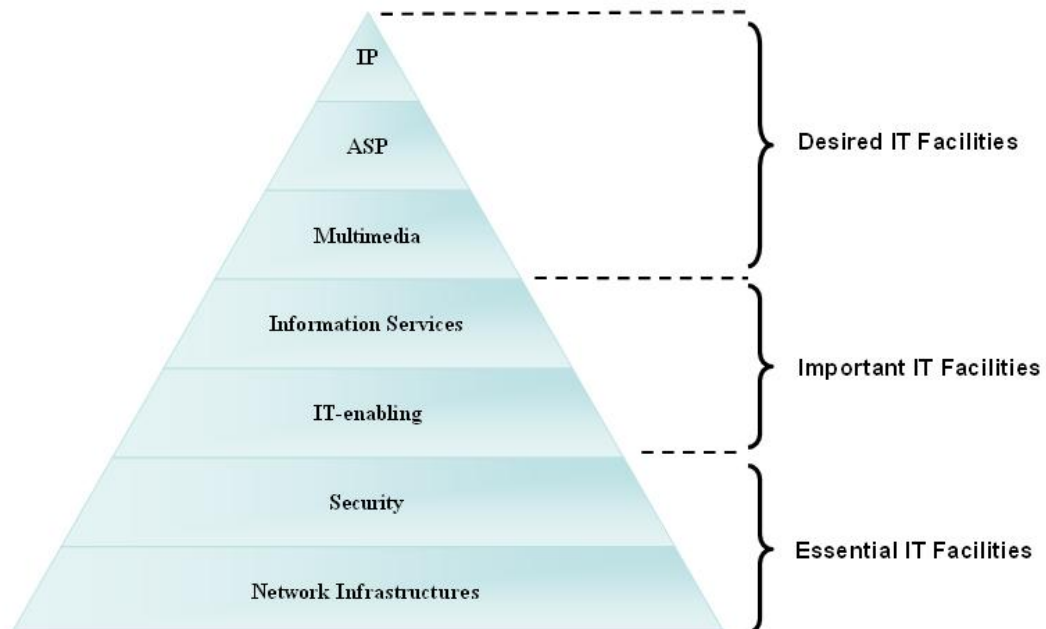 IP
ASP
Multimedia
Information Services
IT-enabling
Security
Network Infrastructures
Desired IT Facilities
Important IT Facilities
Essential IT Facilities